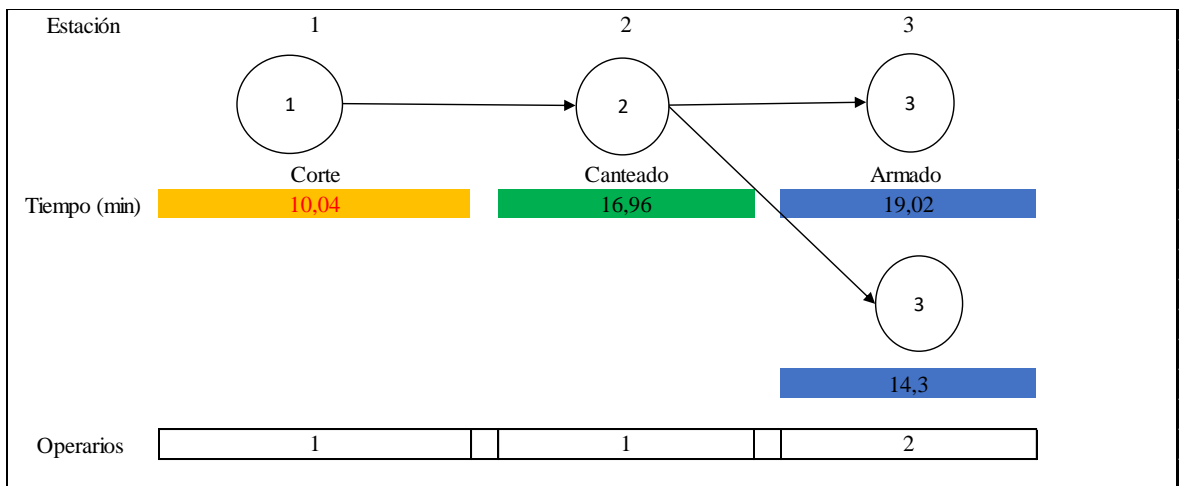 Estación 1 2 3
1 2 3
Corte Canteado Armado
Tiempo (min) 10,04 16,96 19,02
3
14,3
Operarios 1 1 2